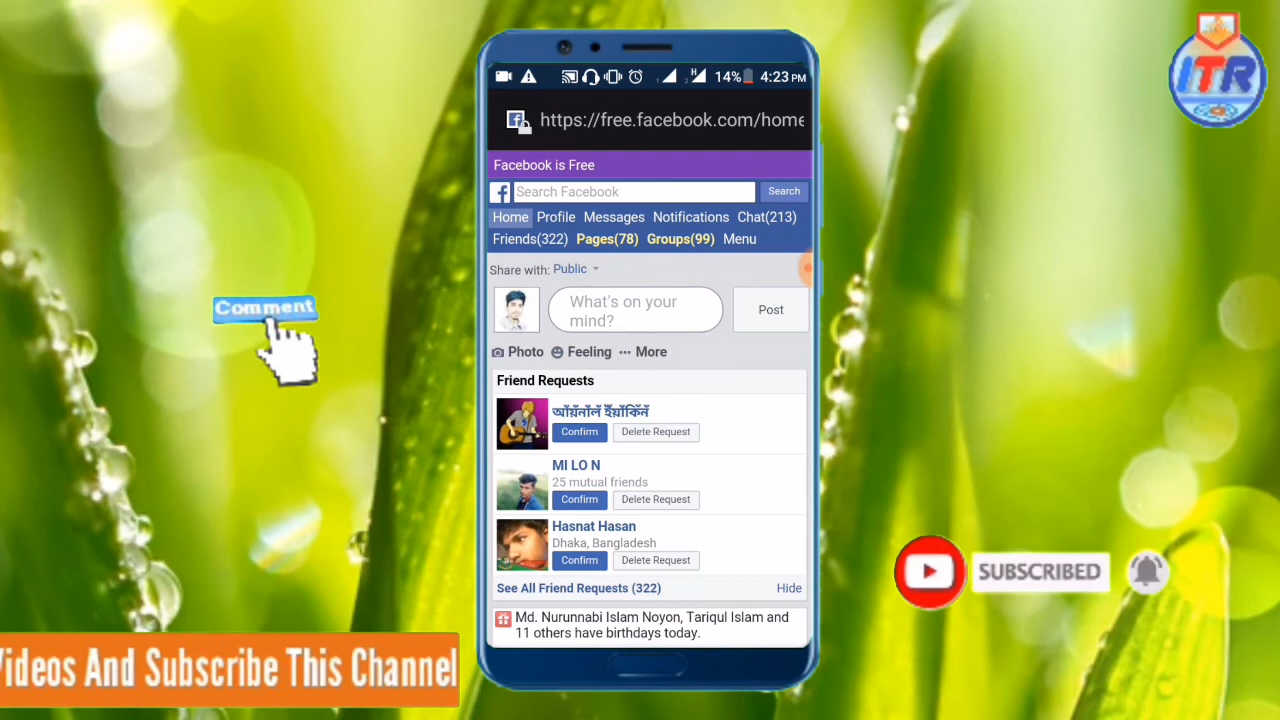 ITR
14% 4:23 PM
https://free.facebook.com/home
Facebook is Free
Search Facebook Search
Home Profile Messages Notifications Chat(213)
Friends(322) Pages(78) Groups(99) Menu
Share with: Public
What's on your
mind?
Post
Photo Feeling ··· More
Friend Requests
Confirm Delete Request
MI LO N
25 mutual friends
Confirm Delete Request
Hasnat Hasan
Dhaka, Bangladesh
Confirm Delete Request
See All Friend Requests (322) Hide
Md. Nurunnabi Islam Noyon, Tariqul Islam and
11 others have birthdays today.
Comment
SUBSCRIBED
Videos And Subscribe This Channel